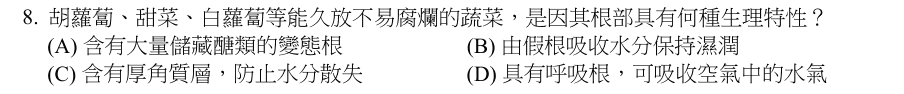 8. 胡蘿蔔、甜菜、白蘿蔔等能久放不易腐爛的蔬菜，是因其根部具有何種生理特性？
(A) 含有大量儲藏醣類的變態根 (B) 由假根吸收水分保持濕潤
(C) 含有厚角質層，防止水分散失 (D) 具有呼吸根，可吸收空氣中的水氣